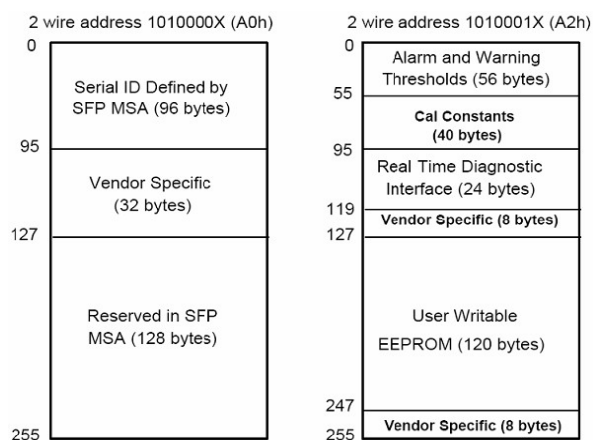 2 wire address 1010000X (A0h)
0
Serial ID Defined by
SFP MSA (96 bytes)
95
Vendor Specific
(32 bytes)
127
Reserved in SFP
MSA (128 bytes)
255
2 wire address 1010001X (A2h)
0
Alarm and Warning
Thresholds (56 bytes)
55
Cal Constants
(40 bytes)
95
Real Time Diagnostic
Interface (24 bytes)
119
Vendor Specific (8 bytes)
127
User Writable
EEPROM (120 bytes)
247
Vendor Specific (8 bytes)
255